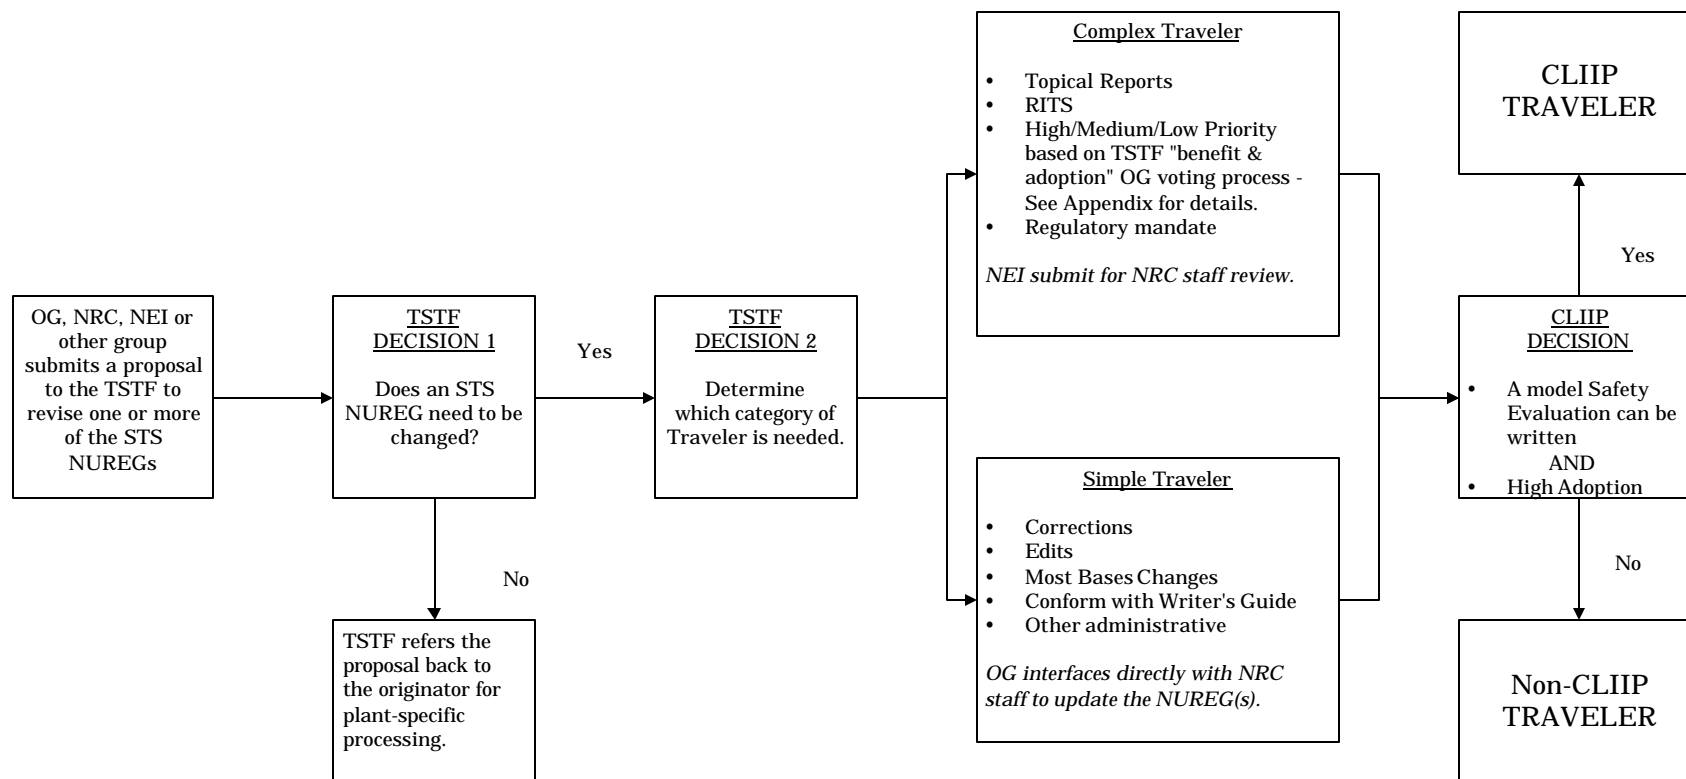 OG, NRC, NEI or
other group
submits a proposal
to the TSTF to
revise one or more
of the STS
NUREGs
TSTF
DECISION 1
Does an STS
NUREG need to be
changed?
Yes
No
TSTF refers the
proposal back to
the originator for
plant-specific
processing.
TSTF
DECISION 2
Determine
which category of
Traveler is needed.
Complex Traveler
• Topical Reports
• RITS
• High/Medium/Low Priority
based on TSTF "benefit &
adoption" OG voting process -
See Appendix for details.
• Regulatory mandate
NEI submit for NRC staff review.
Simple Traveler
• Corrections
• Edits
• Most Bases Changes
• Conform with Writer's Guide
• Other administrative
OG interfaces directly with NRC
staff to update the NUREG(s).
CLIIP
TRAVELER
Yes
CLIIP
DECISION
• A model Safety
Evaluation can be
written
AND
• High Adoption
No
Non-CLIIP
TRAVELER